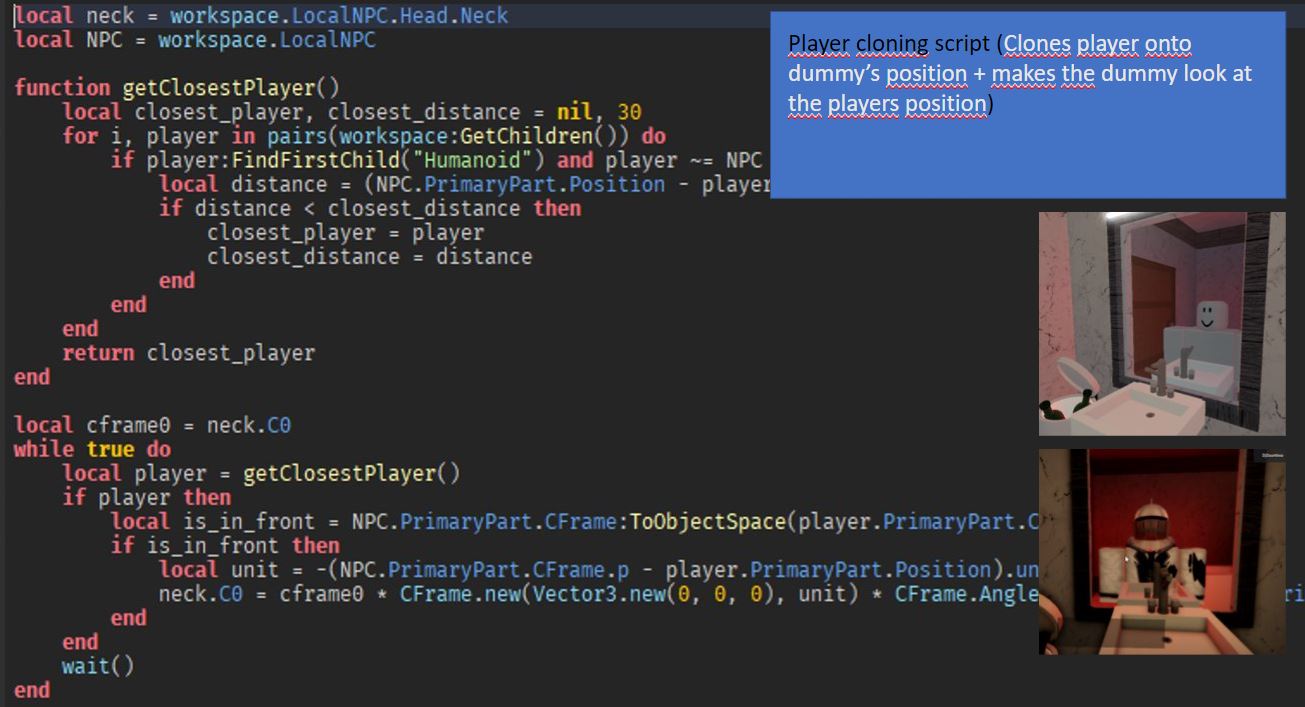 local neck = workspace.LocalNPC.Head.Neck
local NPC = workspace.LocalNPC
function getClosestPlayer()
local closest_player, closest_distance = nil, 30
for i, player in pairs(workspace:GetChildren()) do
if player:FindFirstChild("Humanoid") and player ~= NPC
local distance = (NPC.PrimaryPart.Position - player
if distance < closest_distance then
closest_player = player
closest_distance = distance
end
end
end
return closest_player
end
local cframe0 = neck.C0
while true do
local player = getClosestPlayer()
if player then
local is_in_front = NPC.PrimaryPart.CFrame:ToObjectSpace(player.PrimaryPart.C
if is_in_front then
local unit = -(NPC.PrimaryPart.CFrame.p - player.PrimaryPart.Position).un
neck.C0 = cframe0 * CFrame.new(Vector3.new(0, 0, 0), unit) * CFrame.Angle
end
end
wait()
end
Player cloning script (Clones player onto
dummy’s position + makes the dummy look at
the players position)